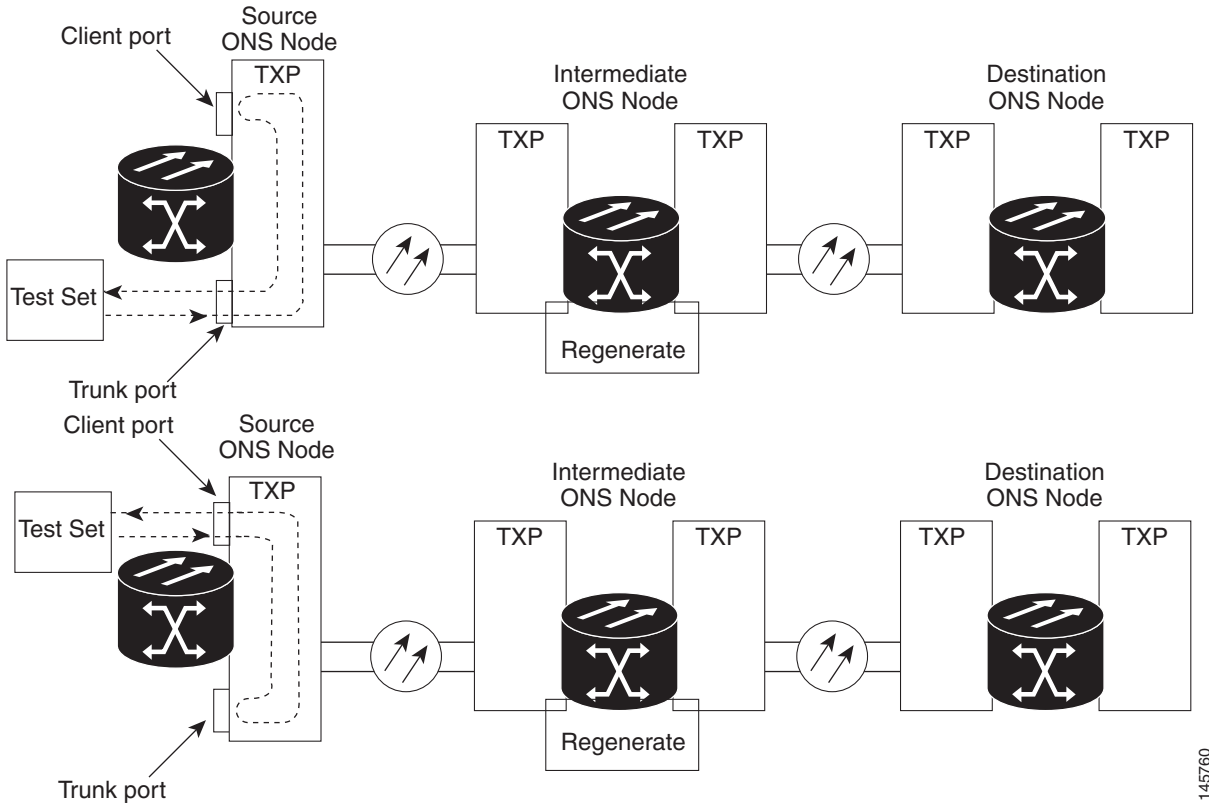 Client port
Source
ONS Node
TXP
Intermediate
ONS Node
TXP
TXP
Destination
ONS Node
TXP
TXP
Test Set
Regenerate
Trunk port
Client port
Source
ONS Node
TXP
Intermediate
ONS Node
TXP
TXP
Destination
ONS Node
TXP
TXP
Test Set
Regenerate
Trunk port
145760